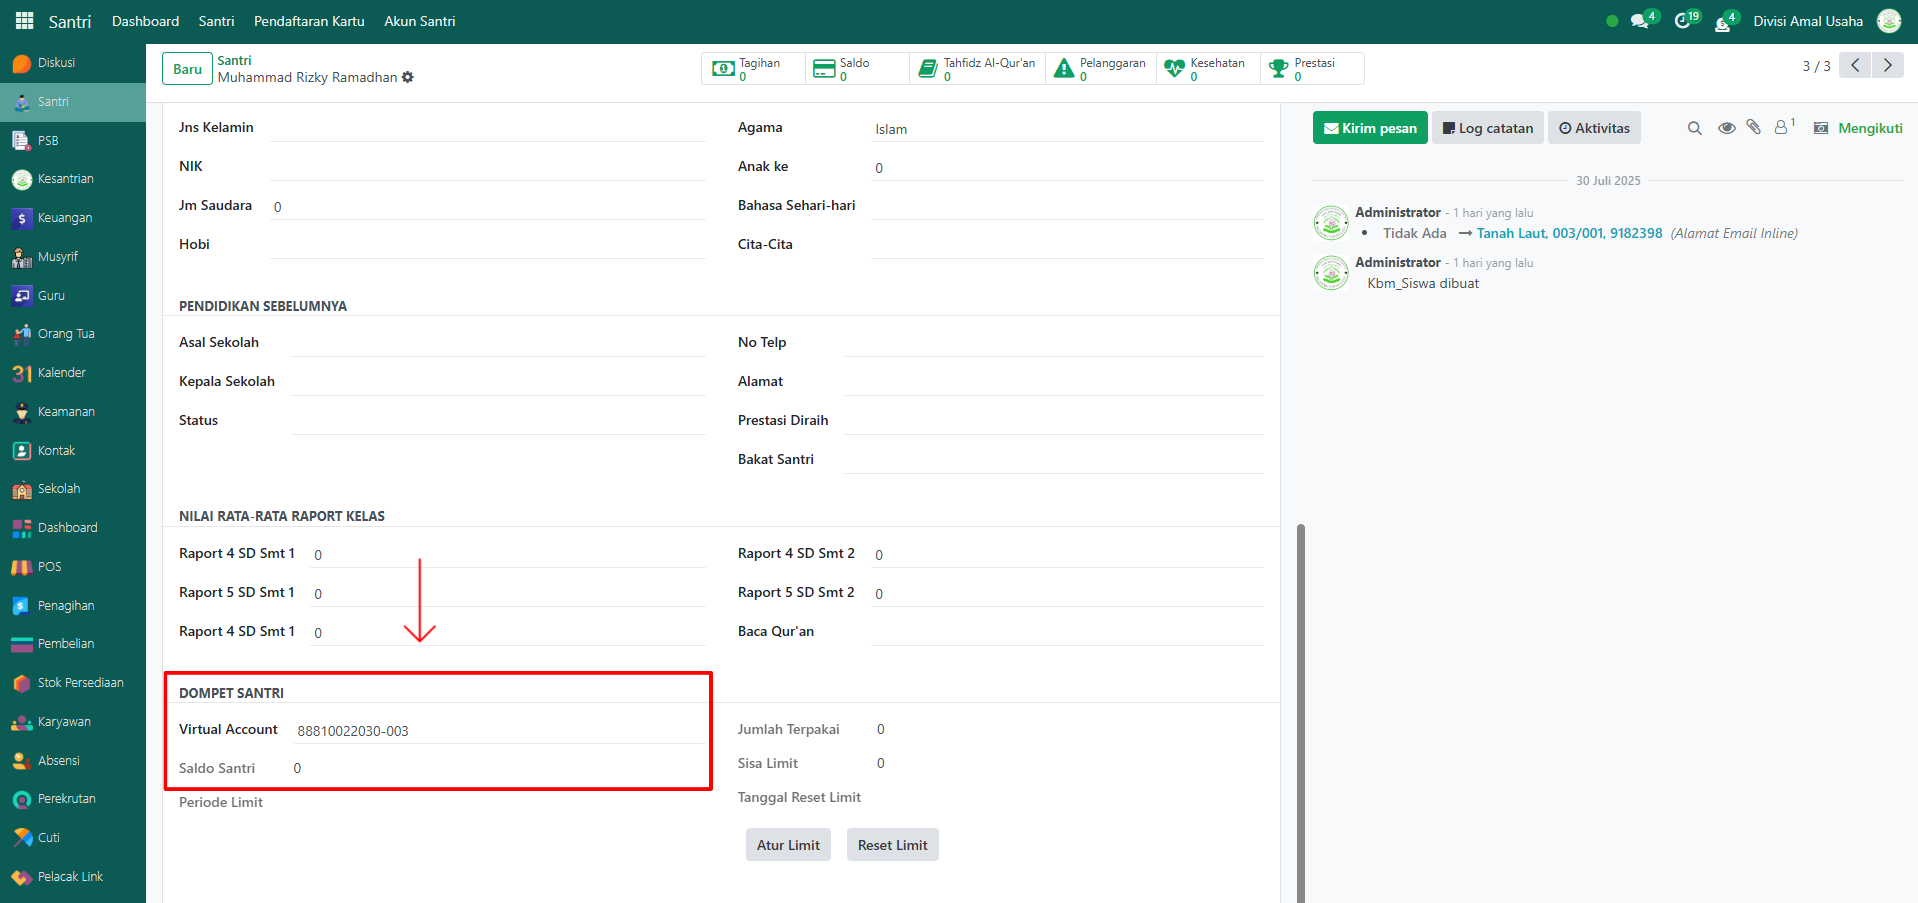 Santri Dashboard Santri Pendaftaran Kartu Akun Santri 4 19 4 Divisi Amal Usaha
Diskusi
Santri
PSB
Kesantrian
Keuangan
Musyrif
Guru
Orang Tua
31 Kalender
Keamanan
Kontak
Sekolah
Dashboard
POS
Penagihan
Pembelian
Stok Persediaan
Karyawan
Absensi
Perekrutan
Cuti
Pelacak Link
Baru
Santri
Muhammad Rizky Ramadhan
Tagihan 0
Saldo 0
Tahfidz Al-Qur'an 0
Pelanggaran 0
Kesehatan 0
Prestasi 0
3 / 3
Jns Kelamin
Agama Islam
NIK
Anak ke 0
Jm Saudara 0
Bahasa Sehari-hari
Hobi
Cita-Cita
PENDIDIKAN SEBELUMNYA
Asal Sekolah
No Telp
Kepala Sekolah
Alamat
Status
Prestasi Diraih
Bakat Santri
NILAI RATA-RATA RAPORT KELAS
Raport 4 SD Smt 1 0
Raport 4 SD Smt 2 0
Raport 5 SD Smt 1 0
Raport 5 SD Smt 2 0
Raport 4 SD Smt 1 0
Baca Qur'an
DOMPET SANTRI
Virtual Account 88810022030-003
Jumlah Terpakai 0
Saldo Santri 0
Sisa Limit 0
Periode Limit
Tanggal Reset Limit
Atur Limit Reset Limit
Kirim pesan Log catatan Aktivitas 1 Mengikuti
30 Juli 2025
Administrator - 1 hari yang lalu
• Tidak Ada → Tanah Laut, 003/001, 9182398 (Alamat Email Inline)
Administrator - 1 hari yang lalu
Kbm_Siswa dibuat